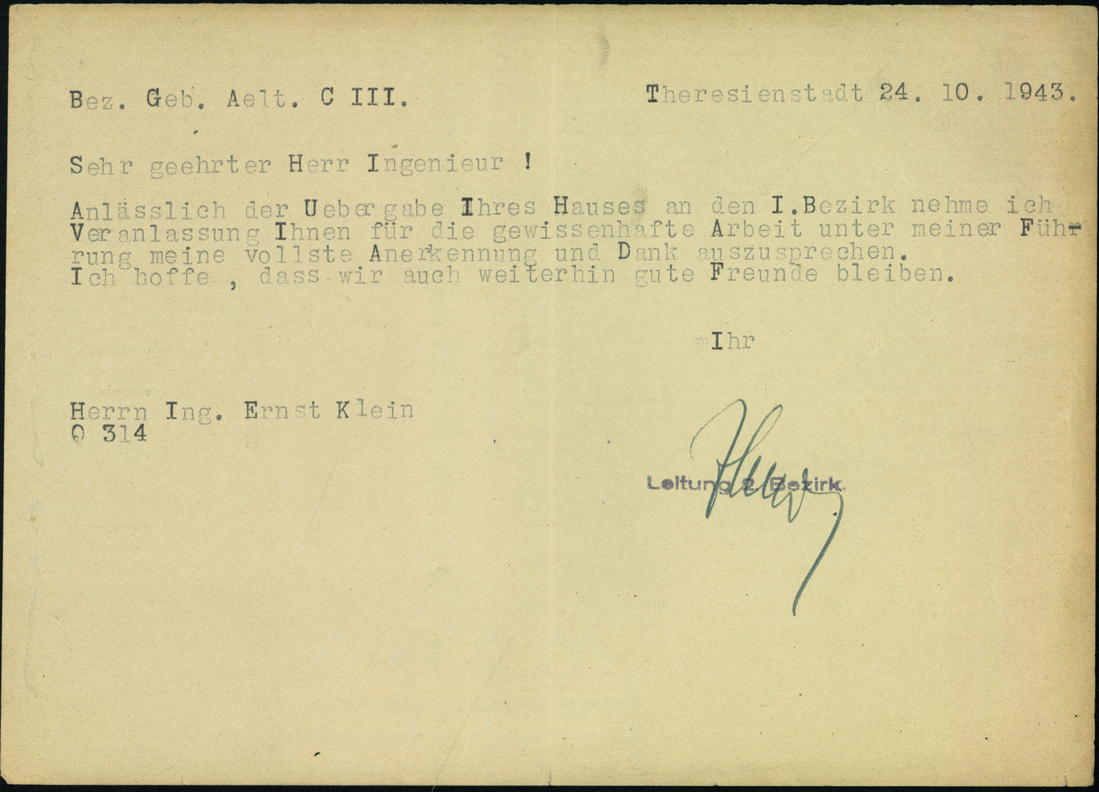 Bez. Geb. Aelt. C III.
Theresienstadt 24. 10. 1943.
Sehr geehrter Herr Ingenieur !
Anlässlich der Uebergabe Ihres Hauses an den I.Bezirk nehme ich
Veranlassung Ihnen für die gewissenhafte Arbeit unter meiner Füh-
rung meine vollste Anerkennung und Dank auszusprechen.
Ich hoffe , dass wir auch weiterhin gute Freunde bleiben.
Ihr
Herrn Ing. Ernst Klein
Q 314
Leitung 2. Bezirk.